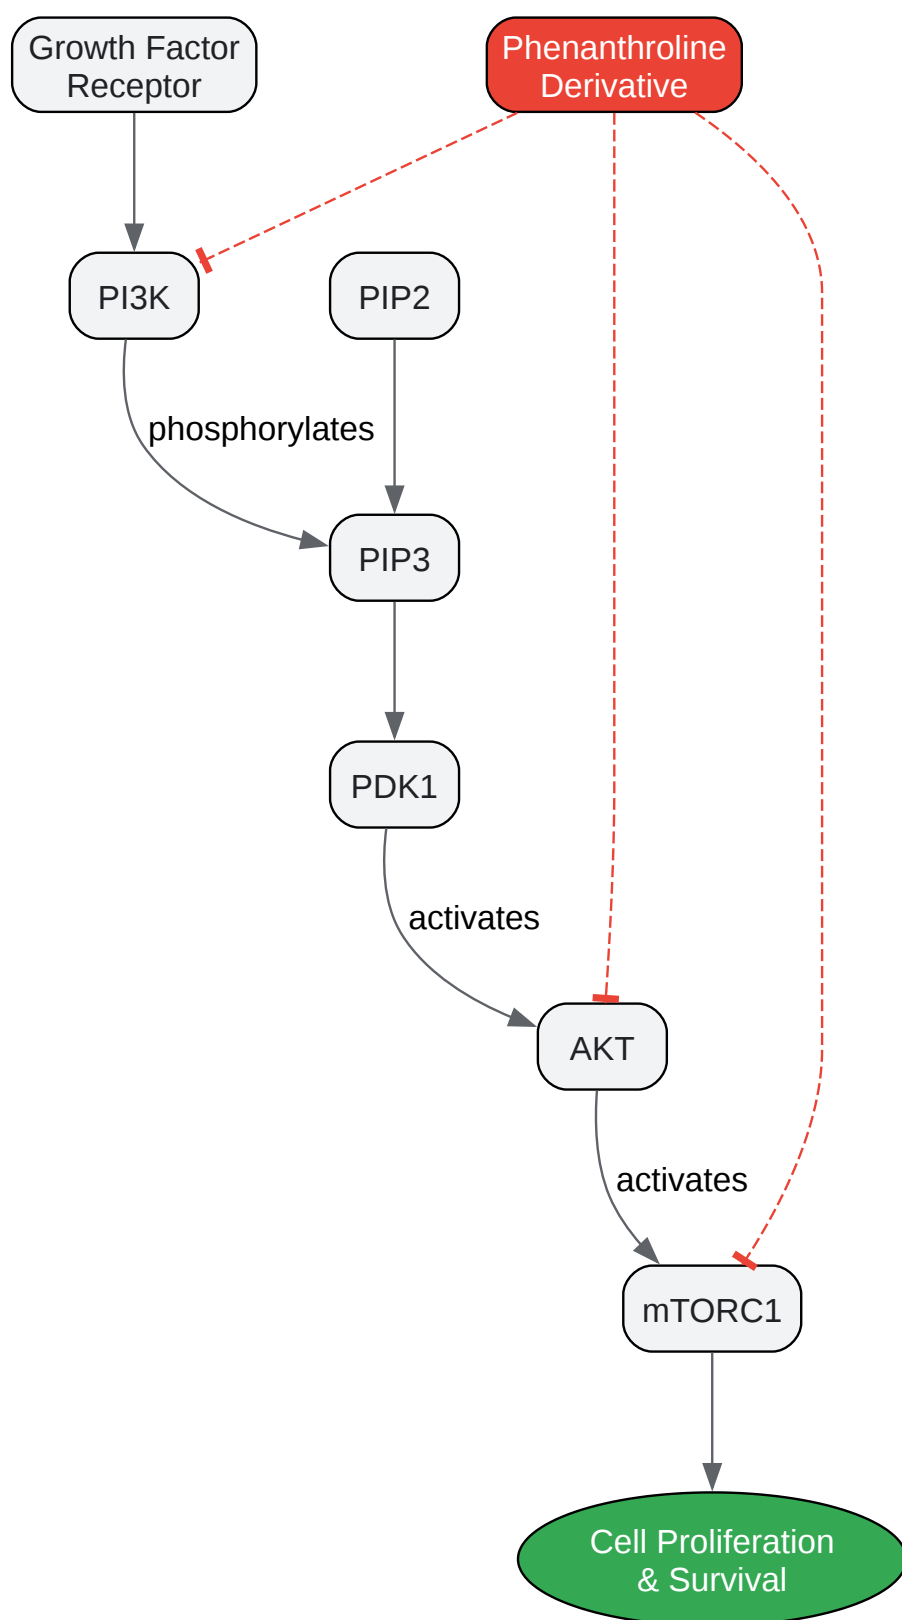 Growth Factor
Receptor
Phenanthroline
Derivative
PI3K
PIP2
phosphorylates
PIP3
PDK1
activates
AKT
activates
mTORC1
Cell Proliferation
& Survival